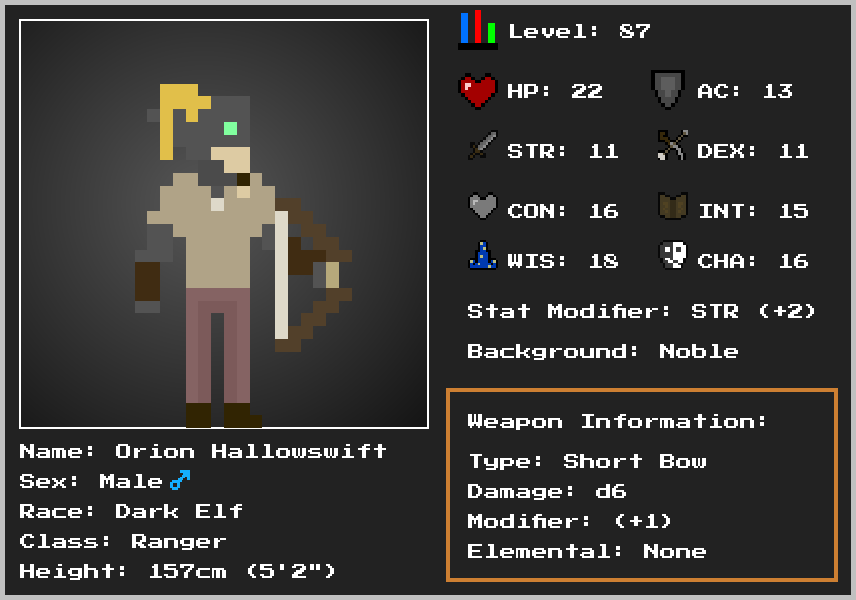 Level: 87
HP: 22 AC: 13
STR: 11 DEX: 11
CON: 16 INT: 15
WIS: 18 CHA: 16
Stat Modifier: STR (+2)
Background: Noble
Weapon Information:
Type: Short Bow
Damage: d6
Modifier: (+1)
Elemental: None
Name: Orion Hallowswift
Sex: Male♂
Race: Dark Elf
Class: Ranger
Height: 157cm (5'2")